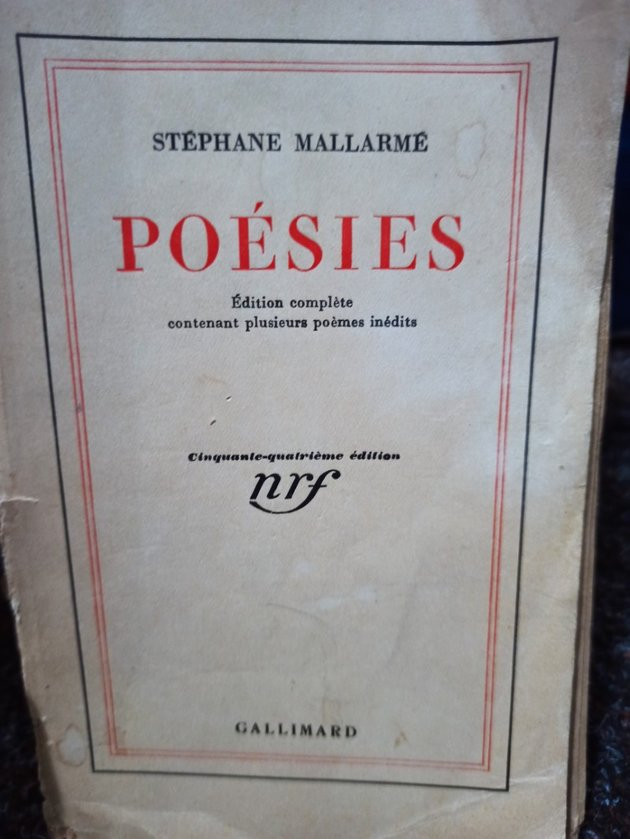 STÉPHANE MALLARMÉ
POÉSIES
Édition complète
contenant plusieurs poèmes inédits
Cinquante-quatrième édition
nrf
GALLIMARD